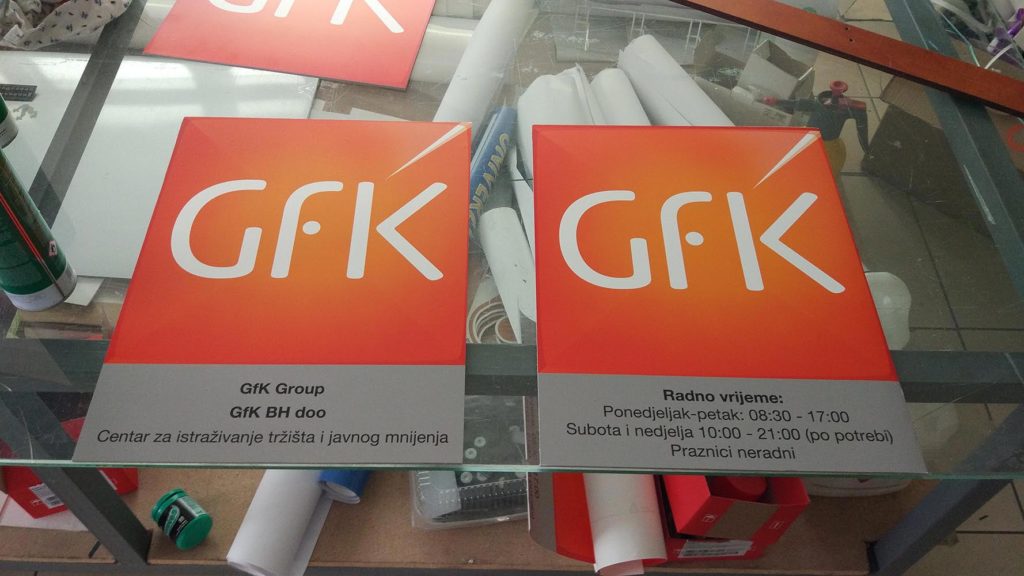 GfK
GfK
GfK Group
GfK BH doo
Centar za istraživanje tržišta i javnog mnijenja
GfK
Radno vrijeme:
Ponedjeljak-petak: 08:30 - 17:00
Subota i nedjelja 10:00 - 21:00 (po potrebi)
Praznici neradni